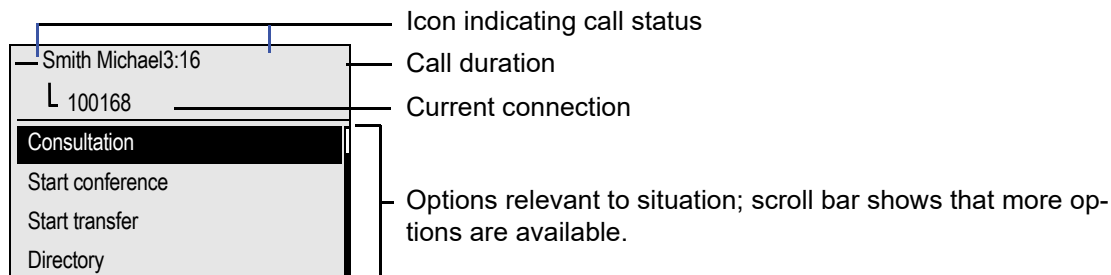 Icon indicating call status
Smith Michael3:16
Call duration
100168
Current connection
Consultation
Start conference
Start transfer
Directory
Options relevant to situation; scroll bar shows that more op-
tions are available.